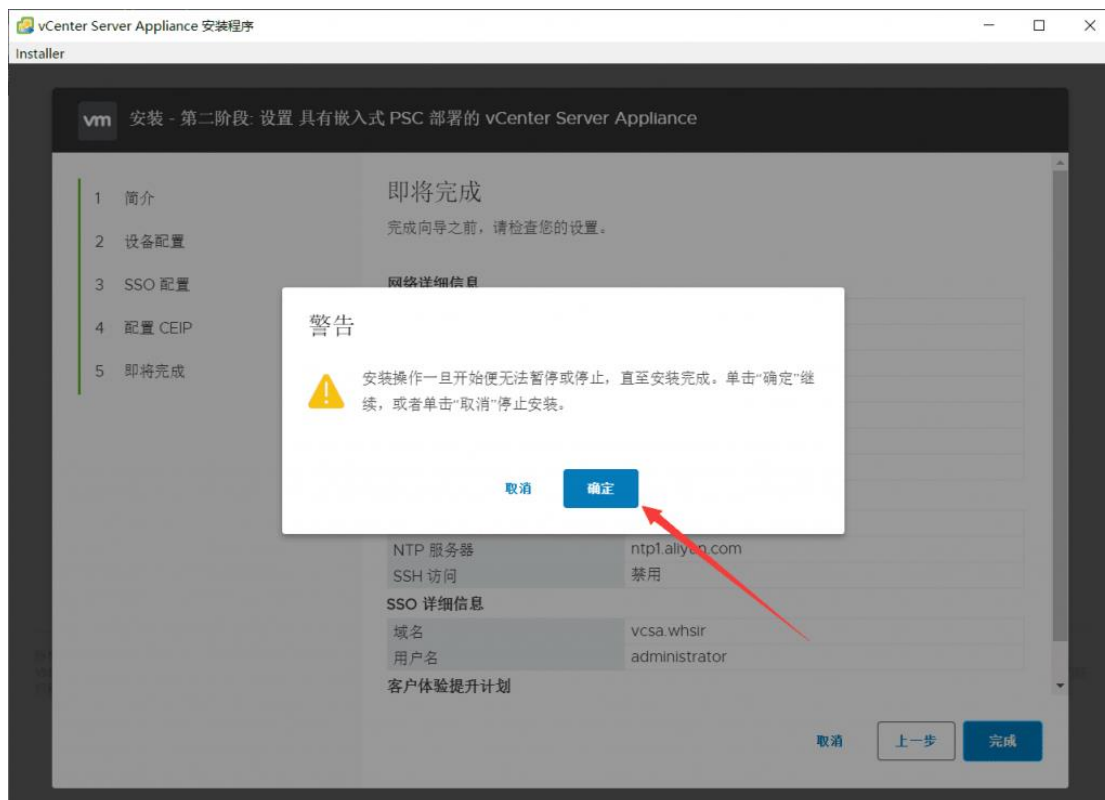 vCenter Server Appliance 安装程序
Installer
vm 安装 - 第二阶段: 设置 具有嵌入式 PSC 部署的 vCenter Server Appliance
1 简介
2 设备配置
3 SSO 配置
4 配置 CEIP
5 即将完成
即将完成
完成向导之前，请检查您的设置。
网络详细信息
警告
安装操作一旦开始便无法暂停或停止，直至安装完成。单击“确定”继
续，或者单击“取消”停止安装。
取消 确定
NTP 服务器 ntp1.aliyun.com
SSH 访问 禁用
SSO 详细信息
域名 vcsa.whsir
用户名 administrator
客户体验提升计划
取消 上一步 完成